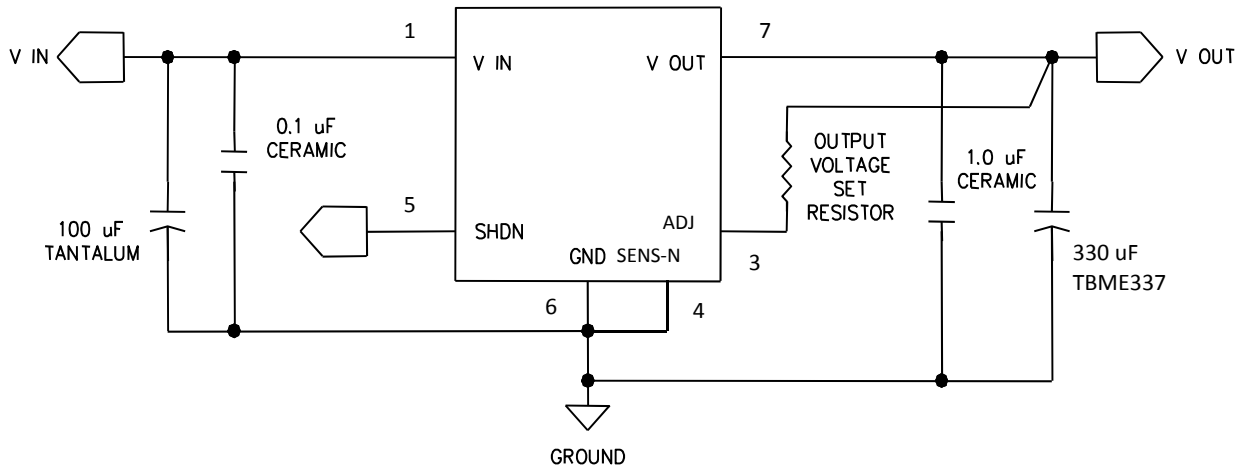 1
7
V IN
V IN
V OUT
V OUT
0.1 uF
CERAMIC
OUTPUT
VOLTAGE
SET
RESISTOR
1.0 uF
CERAMIC
5
100 uF
TANTALUM
SHDN
ADJ
GND SENS-N
3
330 uF
TBME337
6
4
GROUND